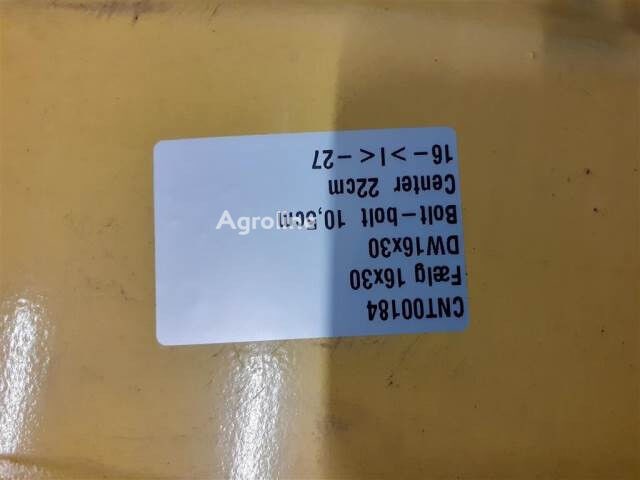 CNT00184
Fælg 16x30
DW16x30
Bolt-bolt 10,5cm
Center 22cm
16->I<-27
Agroline